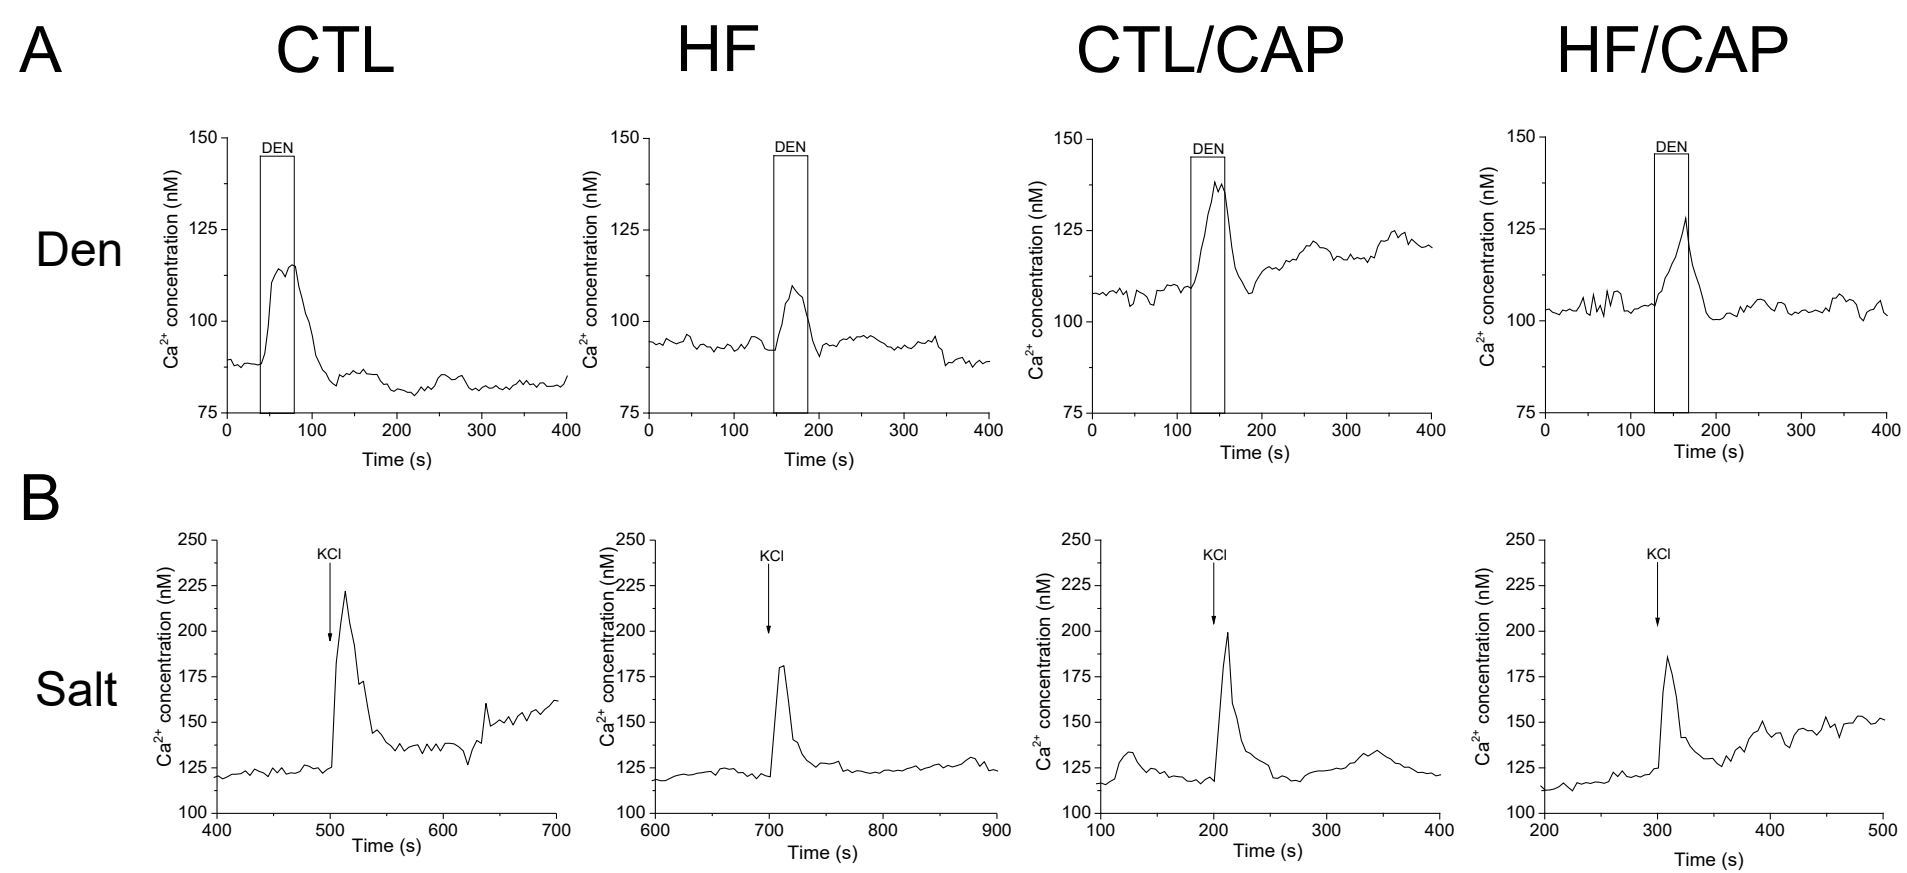 A CTL HF CTL/CAP HF/CAP
Den
DEN
150
125
100
75
Ca2+ concentration (nM)
0 100 200 300 400
Time (s)
DEN
150
125
100
75
Ca2+ concentration (nM)
0 100 200 300 400
Time (s)
DEN
150
125
100
75
Ca2+ concentration (nM)
0 100 200 300 400
Time (s)
DEN
150
125
100
75
Ca2+ concentration (nM)
0 100 200 300 400
Time (s)
B
Salt
KCl
250
225
200
175
150
125
100
Ca2+ concentration (nM)
400 500 600 700
Time (s)
KCl
250
225
200
175
150
125
100
Ca2+ concentration (nM)
600 700 800 900
Time (s)
KCl
250
225
200
175
150
125
100
Ca2+ concentration (nM)
100 200 300 400
Time (s)
KCl
250
225
200
175
150
125
100
Ca2+ concentration (nM)
200 300 400 500
Time (s)